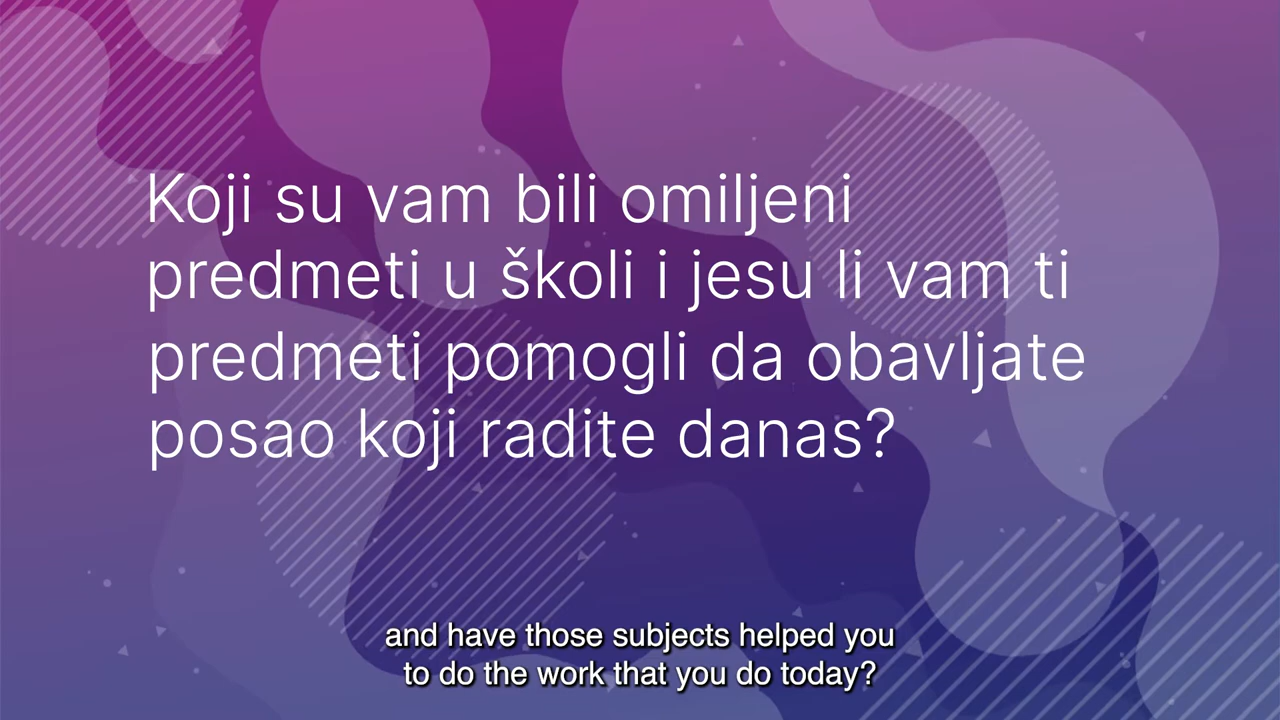 Koji su vam bili omiljeni
predmeti u školi i jesu li vam ti
predmeti pomogli da obavljate
posao koji radite danas?
and have those subjects helped you
to do the work that you do today?